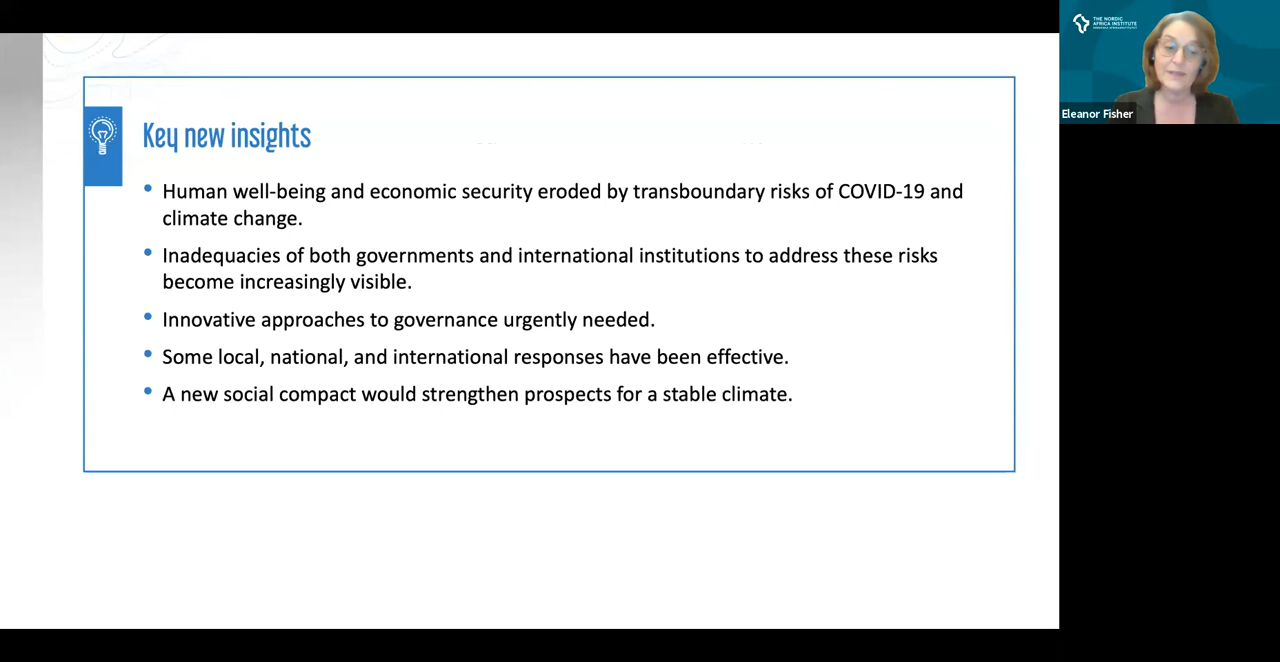 Key new insights
• Human well-being and economic security eroded by transboundary risks of COVID-19 and
climate change.
• Inadequacies of both governments and international institutions to address these risks
become increasingly visible.
• Innovative approaches to governance urgently needed.
• Some local, national, and international responses have been effective.
• A new social compact would strengthen prospects for a stable climate.
THE NORDIC
AFRICA INSTITUTE
Eleanor Fisher